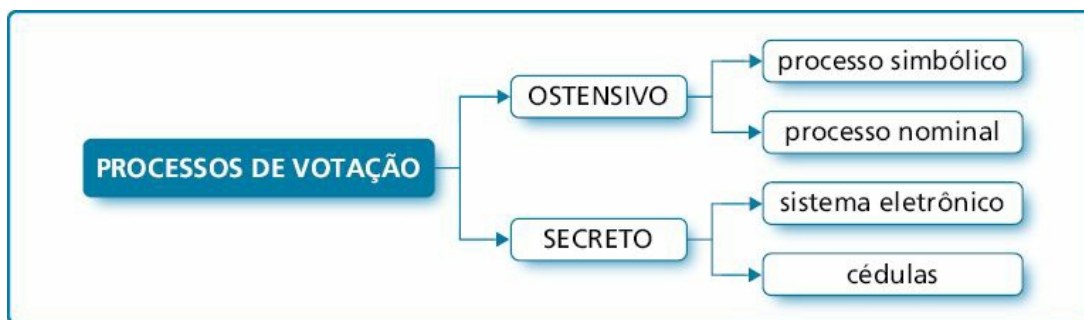 PROCESSOS DE VOTAÇÃO
OSTENSIVO
processo simbólico
processo nominal
SECRETO
sistema eletrônico
cédulas